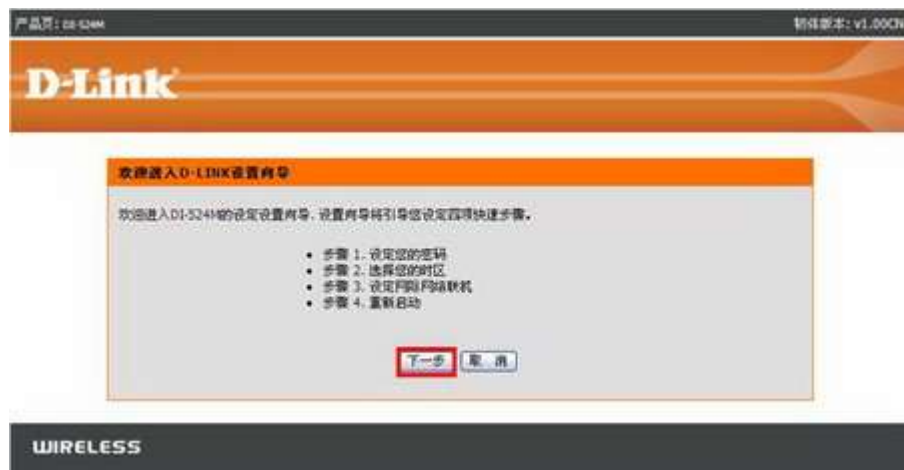 产品页: DI-524M
韧体版本: v1.00CN
D-Link
欢迎进入D-LINK设置向导
欢迎进入DI-524M的设定设置向导. 设置向导将引导您设定四项快速步骤。
• 步骤 1. 设定您的密码
• 步骤 2. 选择您的时区
• 步骤 3. 设定网际网络联机
• 步骤 4. 重新启动
下一步 取 消
WIRELESS